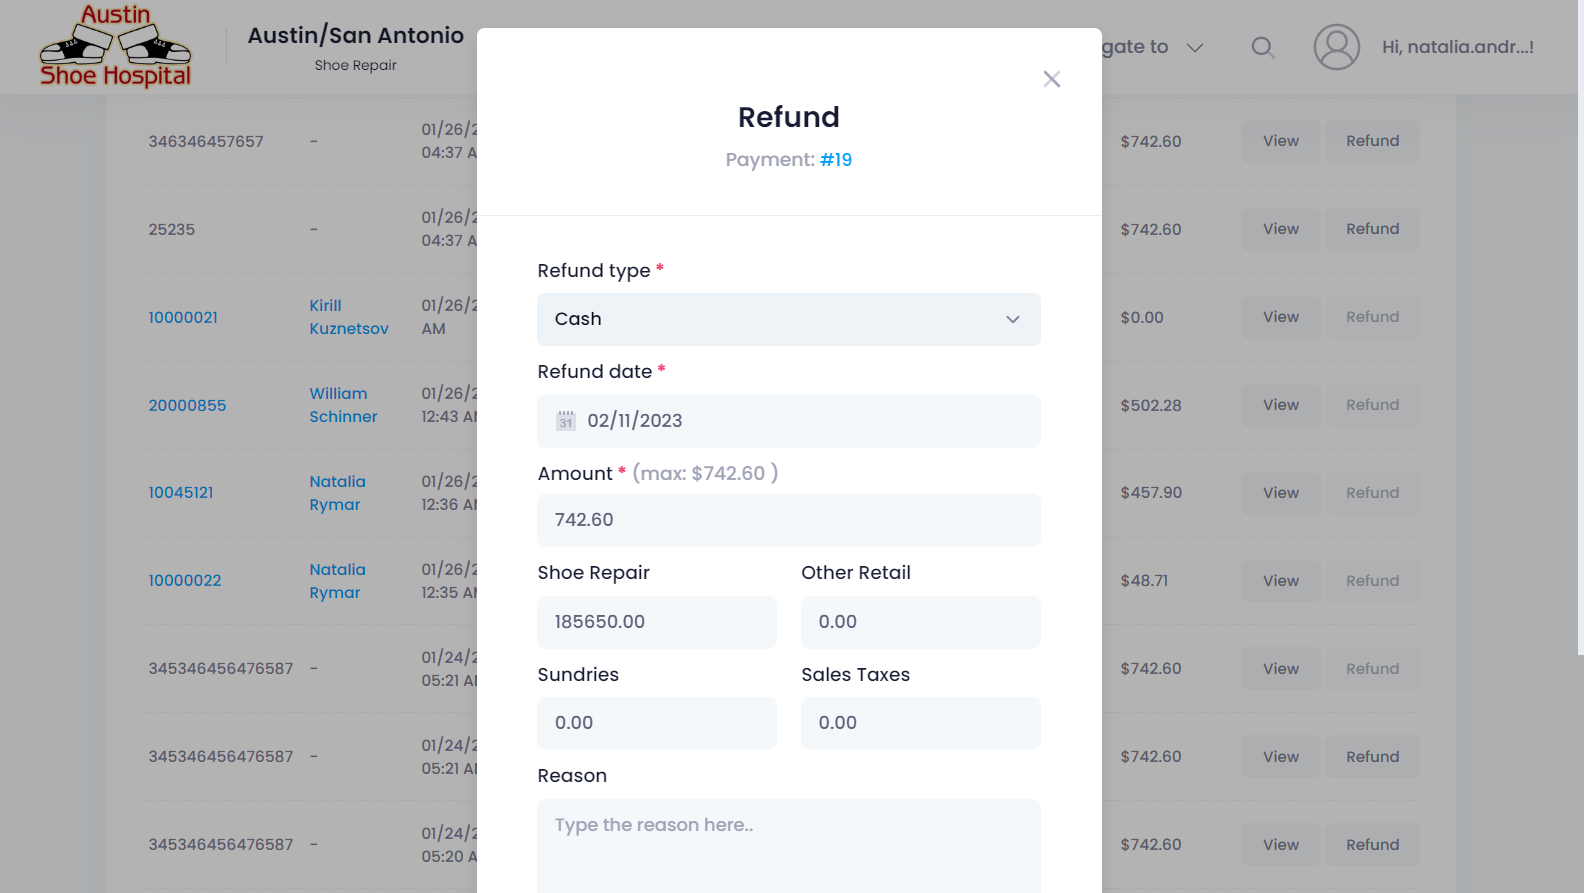 Austin
Shoe Hospital
Austin/San Antonio
Shoe Repair
gate to
Hi, natalia.andr...!
Refund
Payment: #19
Refund type *
Cash
Refund date *
31 02/11/2023
Amount * (max: $742.60 )
742.60
Shoe Repair Other Retail
185650.00 0.00
Sundries Sales Taxes
0.00 0.00
Reason
Type the reason here..
346346457657 - 01/26/2 04:37 A $742.60 View Refund
25235 - 01/26/2 04:37 A $742.60 View Refund
10000021 Kirill Kuznetsov 01/26/2 AM $0.00 View Refund
20000855 William Schinner 01/26/2 12:43 AM $502.28 View Refund
10045121 Natalia Rymar 01/26/2 12:36 AM $457.90 View Refund
10000022 Natalia Rymar 01/26/2 12:35 AM $48.71 View Refund
345346456476587 - 01/24/2 05:21 AM $742.60 View Refund
345346456476587 - 01/24/2 05:21 AM $742.60 View Refund
345346456476587 - 01/24/2 05:20 A $742.60 View Refund